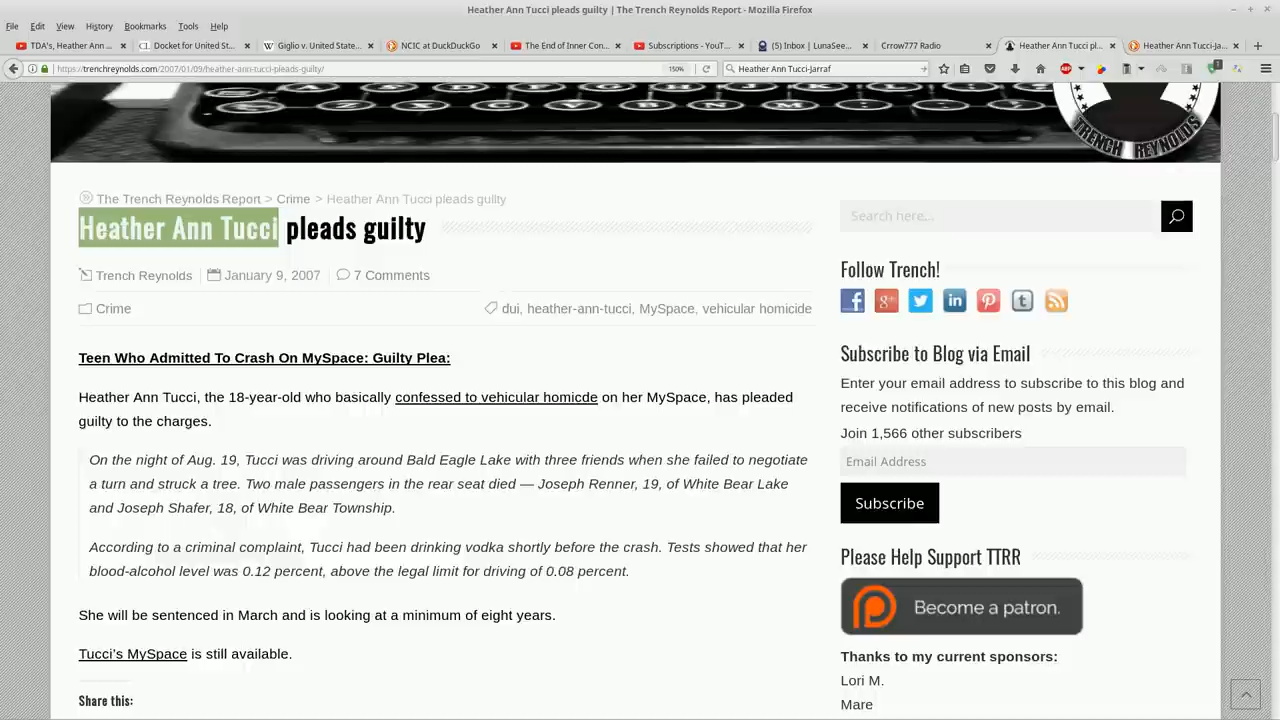 Heather Ann Tucci pleads guilty | The Trench Reynolds Report - Mozilla Firefox
File Edit View History Bookmarks Tools Help
TDA's, Heather Ann ... Docket for United St... Giglio v. United State... NCIC at DuckDuckGo The End of Inner Con... Subscriptions - YouT... (5) Inbox | LunaSee... Crrow777 Radio Heather Ann Tucci pl... Heather Ann Tucci-Ja...
https://trenchreynolds.com/2007/01/09/heather-ann-tucci-pleads-guilty/ 150% Heather Ann Tucci-Jarraf
TRENCH REYNOLDS
The Trench Reynolds Report > Crime > Heather Ann Tucci pleads guilty
Heather Ann Tucci pleads guilty
Trench Reynolds January 9, 2007 7 Comments
Crime dui, heather-ann-tucci, MySpace, vehicular homicide
Teen Who Admitted To Crash On MySpace: Guilty Plea:
Heather Ann Tucci, the 18-year-old who basically confessed to vehicular homicde on her MySpace, has pleaded
guilty to the charges.
On the night of Aug. 19, Tucci was driving around Bald Eagle Lake with three friends when she failed to negotiate
a turn and struck a tree. Two male passengers in the rear seat died — Joseph Renner, 19, of White Bear Lake
and Joseph Shafer, 18, of White Bear Township.
According to a criminal complaint, Tucci had been drinking vodka shortly before the crash. Tests showed that her
blood-alcohol level was 0.12 percent, above the legal limit for driving of 0.08 percent.
She will be sentenced in March and is looking at a minimum of eight years.
Tucci's MySpace is still available.
Share this:
Search here...
Follow Trench!
Subscribe to Blog via Email
Enter your email address to subscribe to this blog and
receive notifications of new posts by email.
Join 1,566 other subscribers
Email Address
Subscribe
Please Help Support TTRR
Become a patron.
Thanks to my current sponsors:
Lori M.
Mare